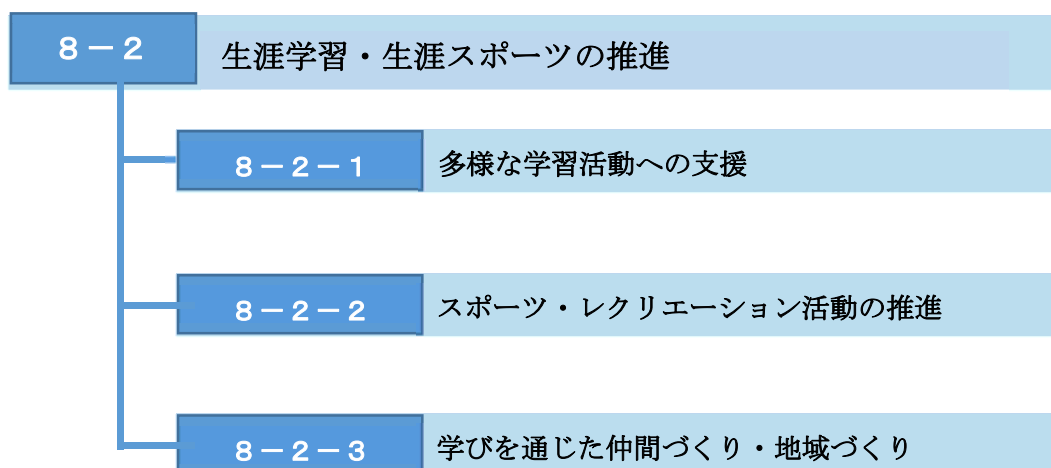 8－2 生涯学習・生涯スポーツの推進
8－2－1 多様な学習活動への支援
8－2－2 スポーツ・レクリエーション活動の推進
8－2－3 学びを通じた仲間づくり・地域づくり